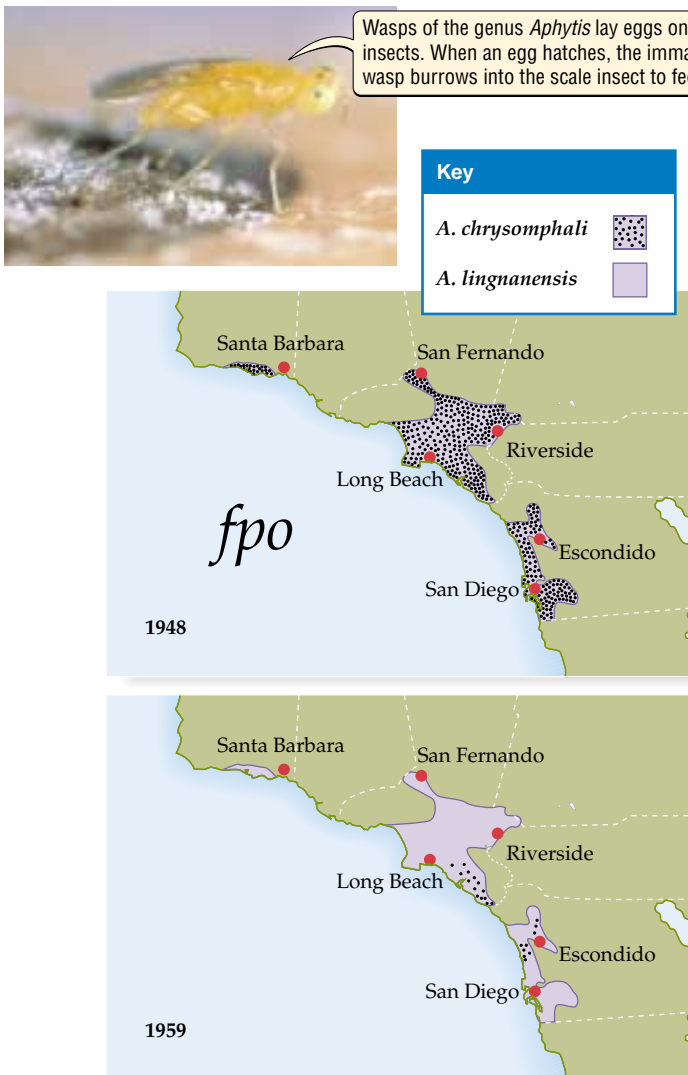 Wasps of the genus Aphytis lay eggs on
insects. When an egg hatches, the imma
wasp burrows into the scale insect to fee
Key
A. chrysomphali
A. lingnanensis
Santa Barbara
San Fernando
Riverside
Long Beach
fpo
Escondido
San Diego
1948
Santa Barbara
San Fernando
Riverside
Long Beach
Escondido
San Diego
1959